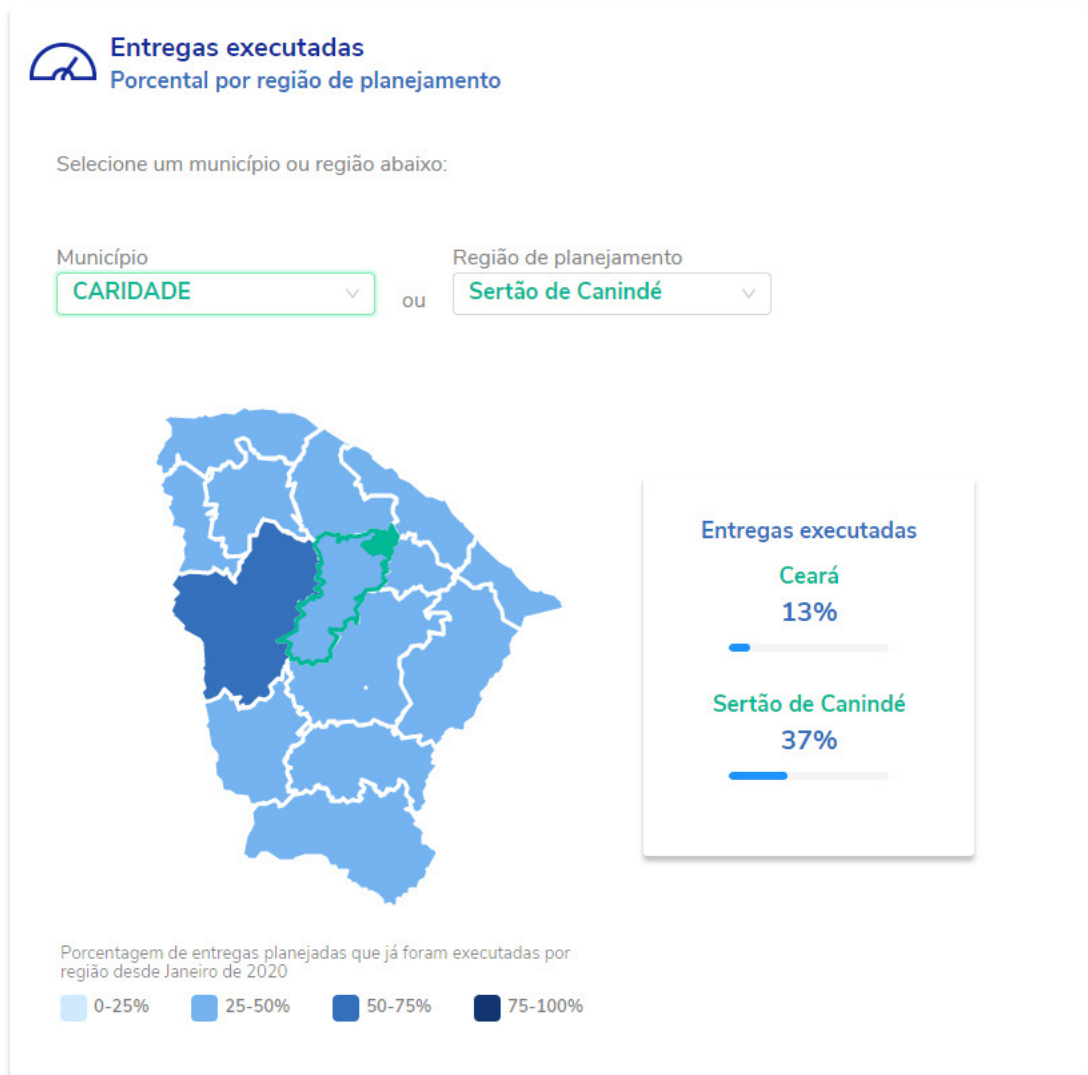 Entregas executadas
Porcental por região de planejamento
Selecione um município ou região abaixo:
Município
CARIDADE
ou
Região de planejamento
Sertão de Canindé
Entregas executadas
Ceará
13%
Sertão de Canindé
37%
Porcentagem de entregas planejadas que já foram executadas por
região desde Janeiro de 2020
0-25%
25-50%
50-75%
75-100%